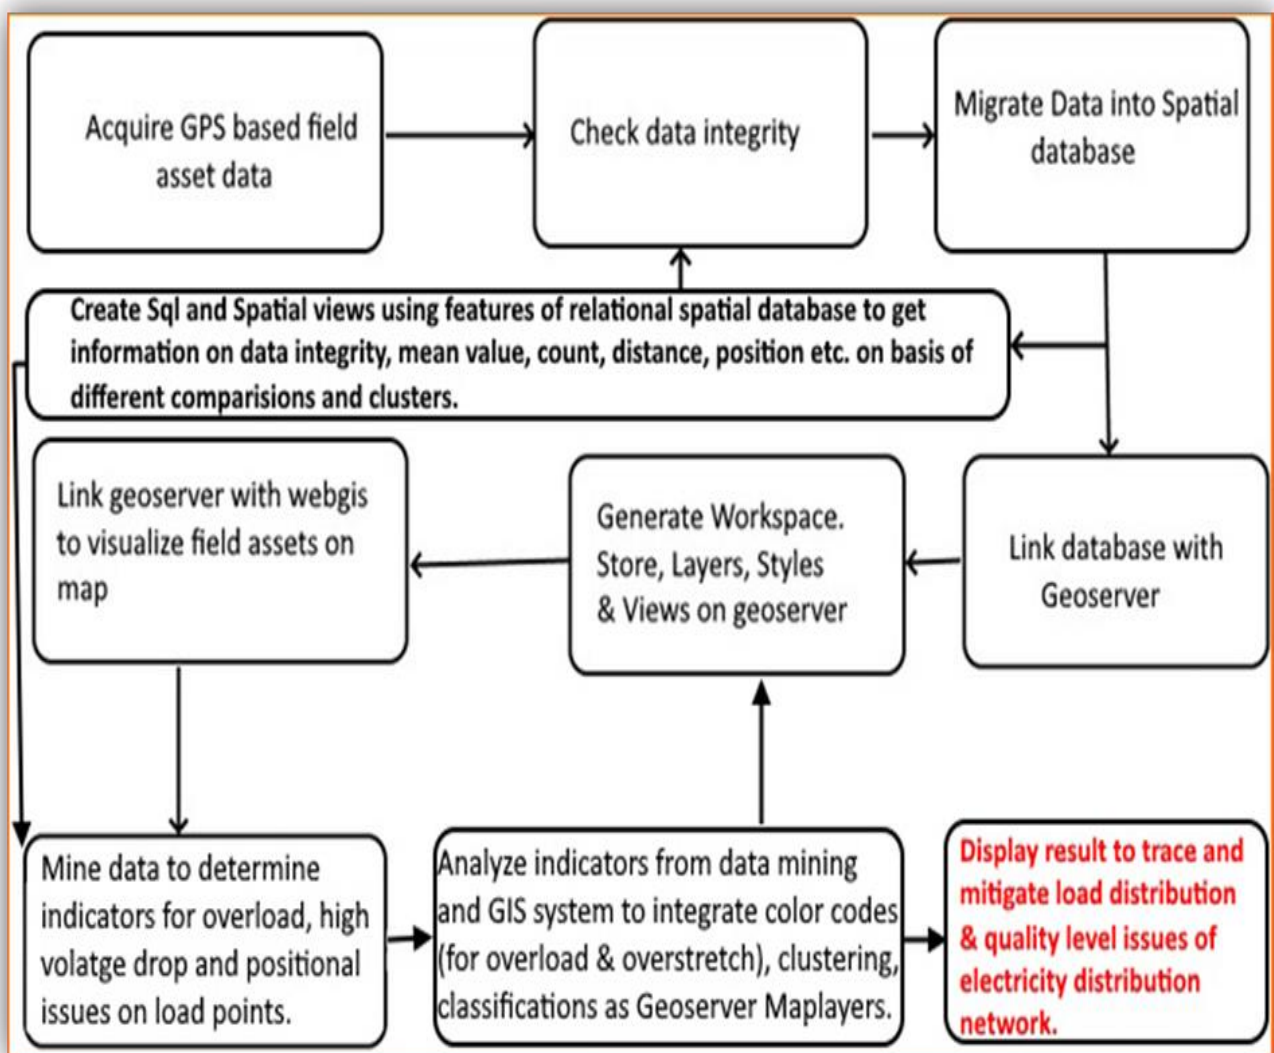 Acquire GPS based field
asset data
Check data integrity
Migrate Data into Spatial
database
Create Sql and Spatial views using features of relational spatial database to get
information on data integrity, mean value, count, distance, position etc. on basis of
different comparisions and clusters.
Link geoserver with webgis
to visualize field assets on
map
Generate Workspace.
Store, Layers, Styles
& Views on geoserver
Link database with
Geoserver
Mine data to determine
indicators for overload, high
volatge drop and positional
issues on load points.
Analyze indicators from data mining
and GIS system to integrate color codes
(for overload & overstretch), clustering,
classifications as Geoserver Maplayers.
Display result to trace and
mitigate load distribution
& quality level issues of
electricity distribution
network.